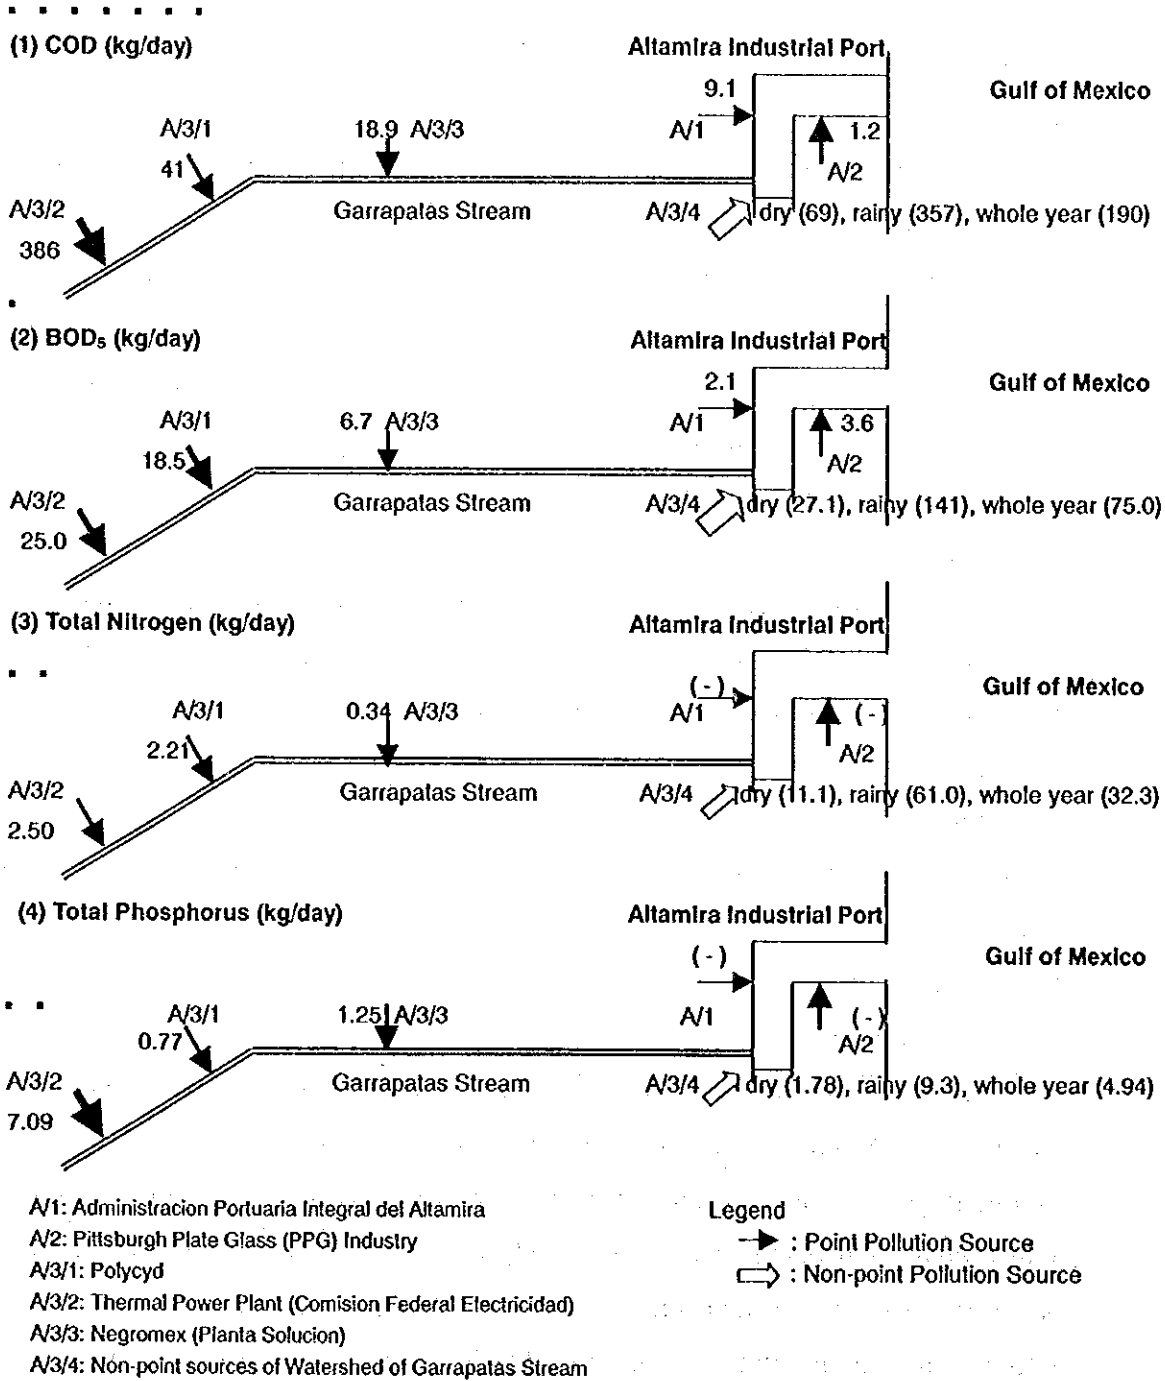 (1) COD (kg/day)
Altamira Industrial Port
Gulf of Mexico
9.1
A/3/1
18.9 A/3/3
A/1
1.2
41
A/2
A/3/2
Garrapatas Stream
A/3/4
dry (69), rainy (357), whole year (190)
386
(2) BOD₅ (kg/day)
Altamira Industrial Port
Gulf of Mexico
2.1
A/3/1
6.7 A/3/3
A/1
3.6
18.5
A/2
A/3/2
Garrapatas Stream
A/3/4
dry (27.1), rainy (141), whole year (75.0)
25.0
(3) Total Nitrogen (kg/day)
Altamira Industrial Port
Gulf of Mexico
(-)
A/3/1
0.34 A/3/3
A/1
(-)
2.21
A/2
A/3/2
Garrapatas Stream
A/3/4
dry (11.1), rainy (61.0), whole year (32.3)
2.50
(4) Total Phosphorus (kg/day)
Altamira Industrial Port
Gulf of Mexico
(-)
A/3/1
1.25 A/3/3
A/1
(-)
0.77
A/2
A/3/2
Garrapatas Stream
A/3/4
dry (1.78), rainy (9.3), whole year (4.94)
7.09
A/1: Administracion Portuaria Integral del Altamira
A/2: Pittsburgh Plate Glass (PPG) Industry
A/3/1: Polycyd
A/3/2: Thermal Power Plant (Comision Federal Electricidad)
A/3/3: Negromex (Planta Solucion)
A/3/4: Non-point sources of Watershed of Garrapatas Stream
Legend
: Point Pollution Source
: Non-point Pollution Source